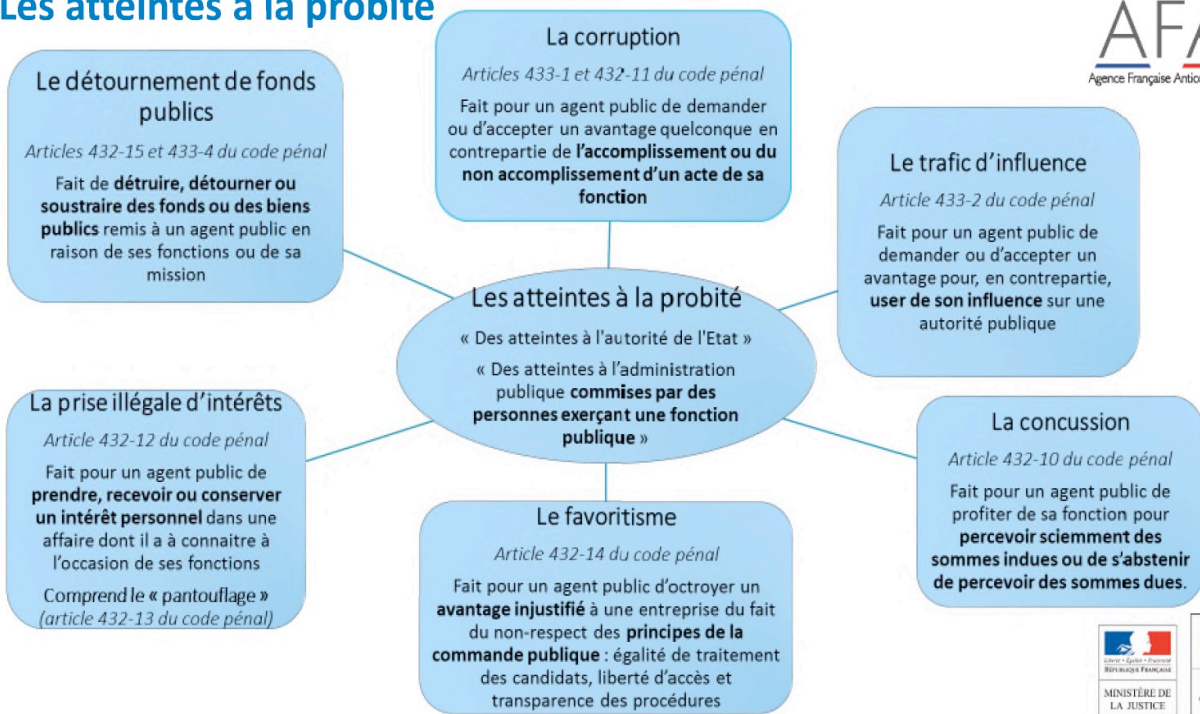 Les atteintes à la probité
AFA
Agence Française Antico
La corruption
Articles 433-1 et 432-11 du code pénal
Fait pour un agent public de demander
ou d'accepter un avantage quelconque en
contrepartie de l'accomplissement ou du
non accomplissement d'un acte de sa
fonction
Le détournement de fonds
publics
Articles 432-15 et 433-4 du code pénal
Fait de détruire, détourner ou
soustraire des fonds ou des biens
publics remis à un agent public en
raison de ses fonctions ou de sa
mission
Le trafic d'influence
Article 433-2 du code pénal
Fait pour un agent public de
demander ou d'accepter un
avantage pour, en contrepartie,
user de son influence sur une
autorité publique
Les atteintes à la probité
« Des atteintes à l'autorité de l'Etat »
« Des atteintes à l'administration
publique commises par des
personnes exerçant une fonction
publique »
La prise illégale d'intérêts
Article 432-12 du code pénal
Fait pour un agent public de
prendre, recevoir ou conserver
un intérêt personnel dans une
affaire dont il a à connaitre à
l'occasion de ses fonctions
Comprend le « pantouflage »
(article 432-13 du code pénal)
La concussion
Article 432-10 du code pénal
Fait pour un agent public de
profiter de sa fonction pour
percevoir sciemment des
sommes indues ou de s'abstenir
de percevoir des sommes dues.
Le favoritisme
Article 432-14 du code pénal
Fait pour un agent public d'octroyer un
avantage injustifié à une entreprise du fait
du non-respect des principes de la
commande publique : égalité de traitement
des candidats, liberté d'accès et
transparence des procédures
Liberté • Égalité • Fraternité
RÉPUBLIQUE FRANÇAISE
MINISTÈRE DE
LA JUSTICE